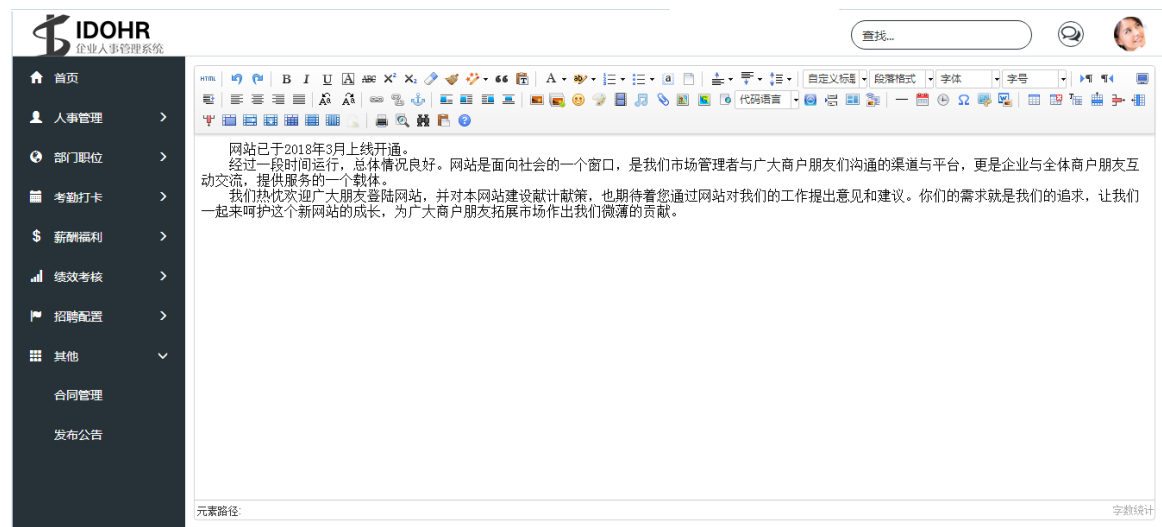 IDOHR
企业人事管理系统
查找...
首页
人事管理
部门职位
考勤打卡
薪酬福利
绩效考核
招聘配置
其他
合同管理
发布公告
HTML
B I U A ABC X² X₂ A ab a 自定义标题 段落格式 字体 字号
代码语言
网站已于2018年3月上线开通。
经过一段时间运行，总体情况良好。网站是面向社会的一个窗口，是我们市场管理者与广大商户朋友们沟通的渠道与平台，更是企业与全体商户朋友互
动交流，提供服务的一个载体。
我们热忱欢迎广大朋友登陆网站，并对本网站建设献计献策，也期待着您通过网站对我们的工作提出意见和建议。你们的需求就是我们的追求，让我们
一起来呵护这个新网站的成长，为广大商户朋友拓展市场作出我们微薄的贡献。
元素路径:
字数统计